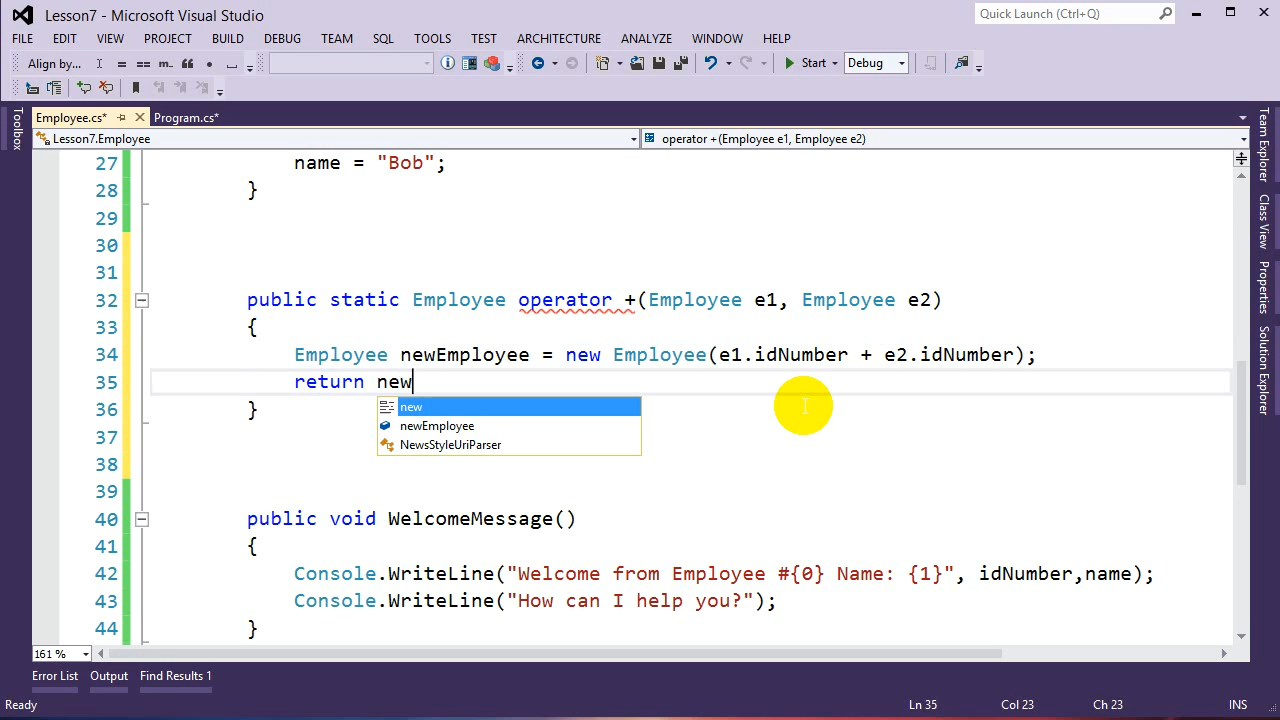 Lesson7 - Microsoft Visual Studio
Quick Launch (Ctrl+Q)
FILE EDIT VIEW PROJECT BUILD DEBUG TEAM SQL TOOLS TEST ARCHITECTURE ANALYZE WINDOW HELP
Align by... = == m. “ Start Debug
m.
Employee.cs* Program.cs*
Lesson7.Employee operator +(Employee e1, Employee e2)
Toolbox
27 name = "Bob";
28 }
29
30
31
32 public static Employee operator +(Employee e1, Employee e2)
33 {
34 Employee newEmployee = new Employee(e1.idNumber + e2.idNumber);
35 return new
new
newEmployee
NewsStyleUriParser
36 }
37
38
39
40 public void WelcomeMessage()
41 {
42 Console.WriteLine("Welcome from Employee #{0} Name: {1}", idNumber,name);
43 Console.WriteLine("How can I help you?");
44 }
Team Explorer
Class View
Properties
Solution Explorer
161 %
Error List Output Find Results 1
Ready Ln 35 Col 23 Ch 23 INS